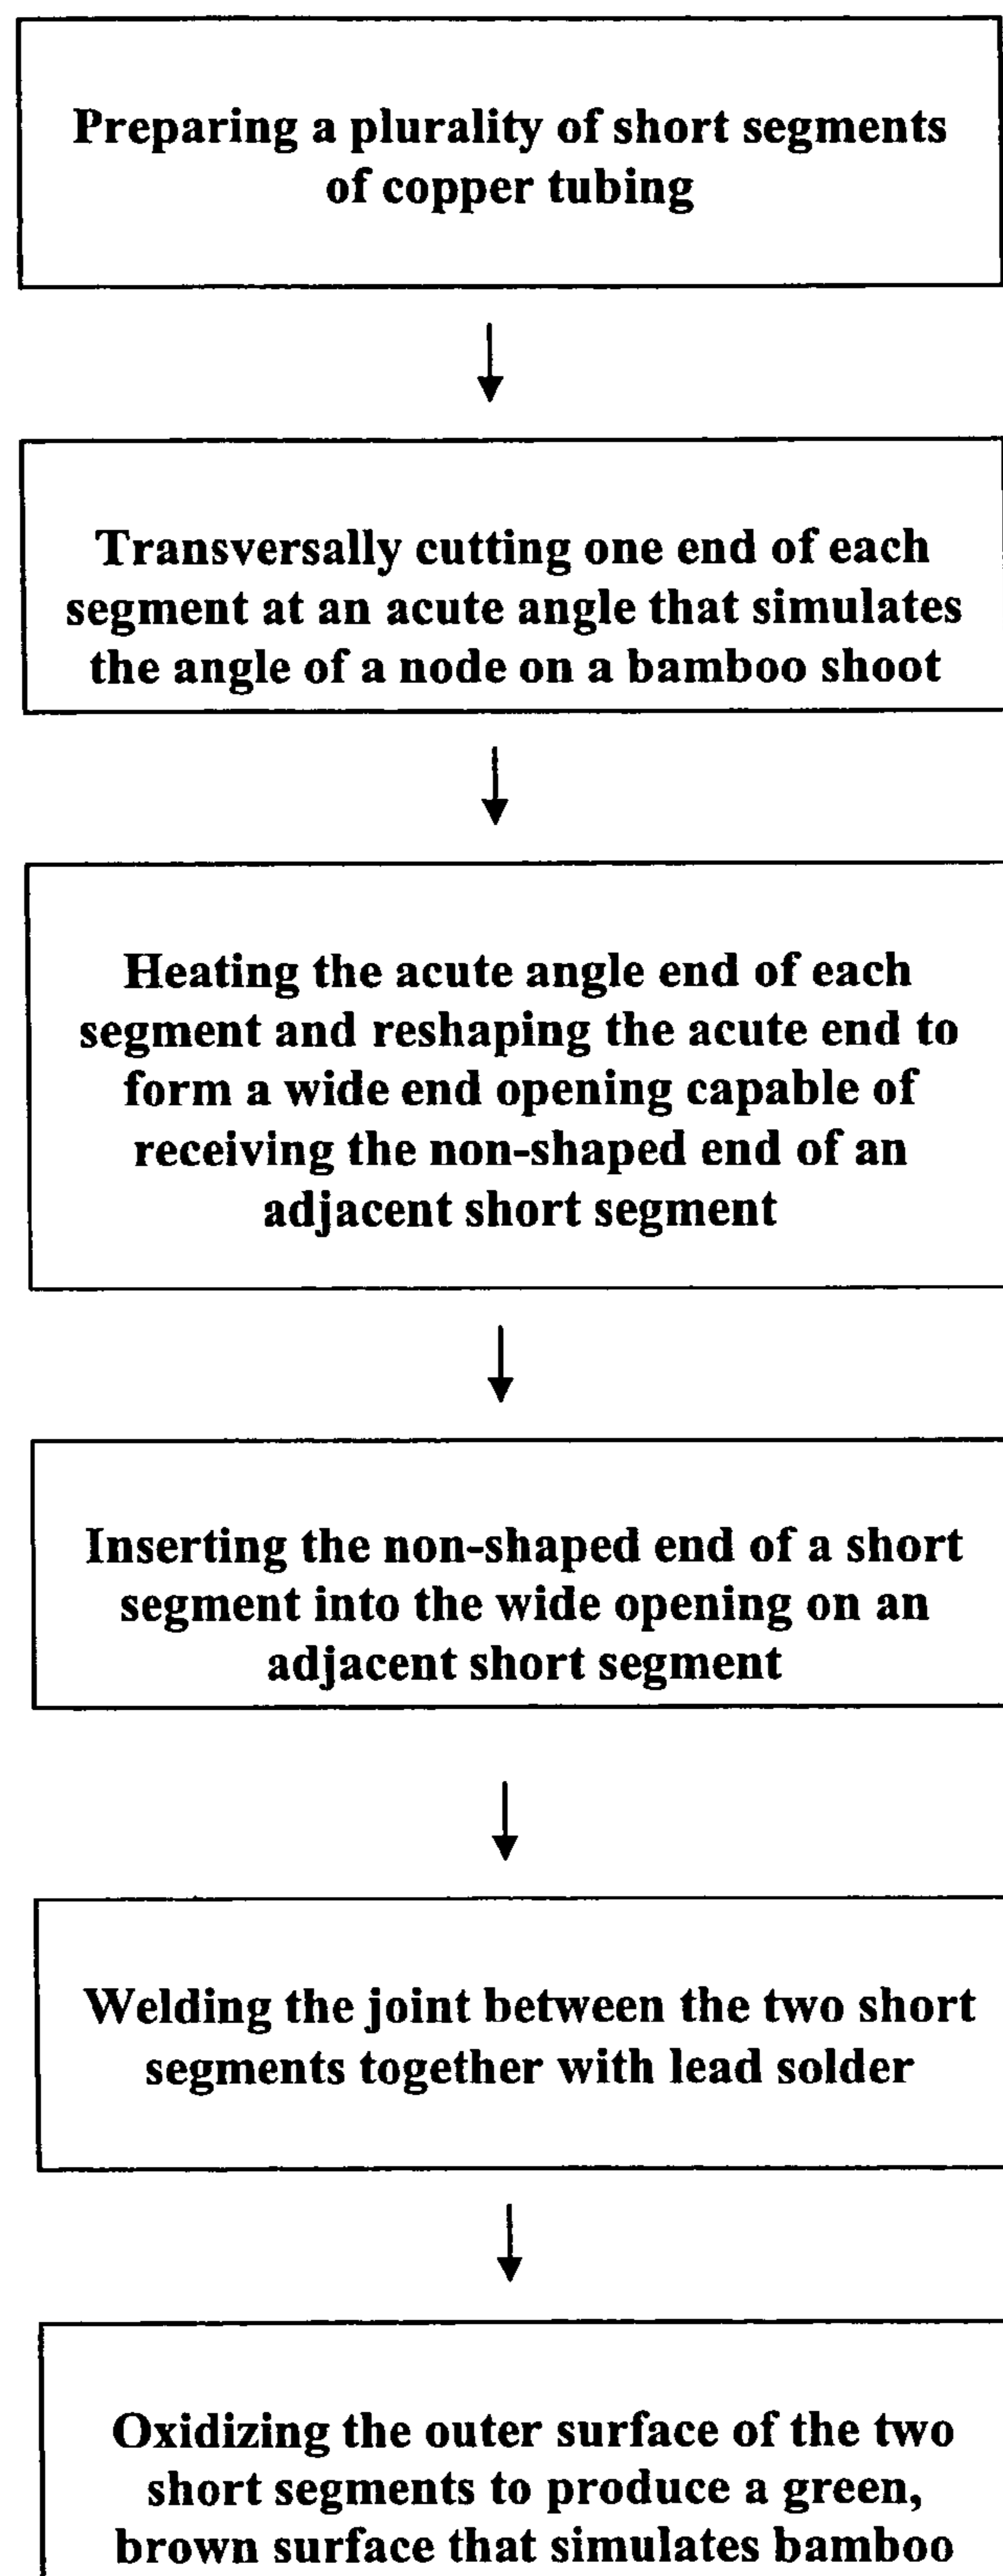 Preparing a plurality of short segments
of copper tubing
Transversally cutting one end of each
segment at an acute angle that simulates
the angle of a node on a bamboo shoot
Heating the acute angle end of each
segment and reshaping the acute end to
form a wide end opening capable of
receiving the non-shaped end of an
adjacent short segment
Inserting the non-shaped end of a short
segment into the wide opening on an
adjacent short segment
Welding the joint between the two short
segments together with lead solder
Oxidizing the outer surface of the two
short segments to produce a green,
brown surface that simulates bamboo